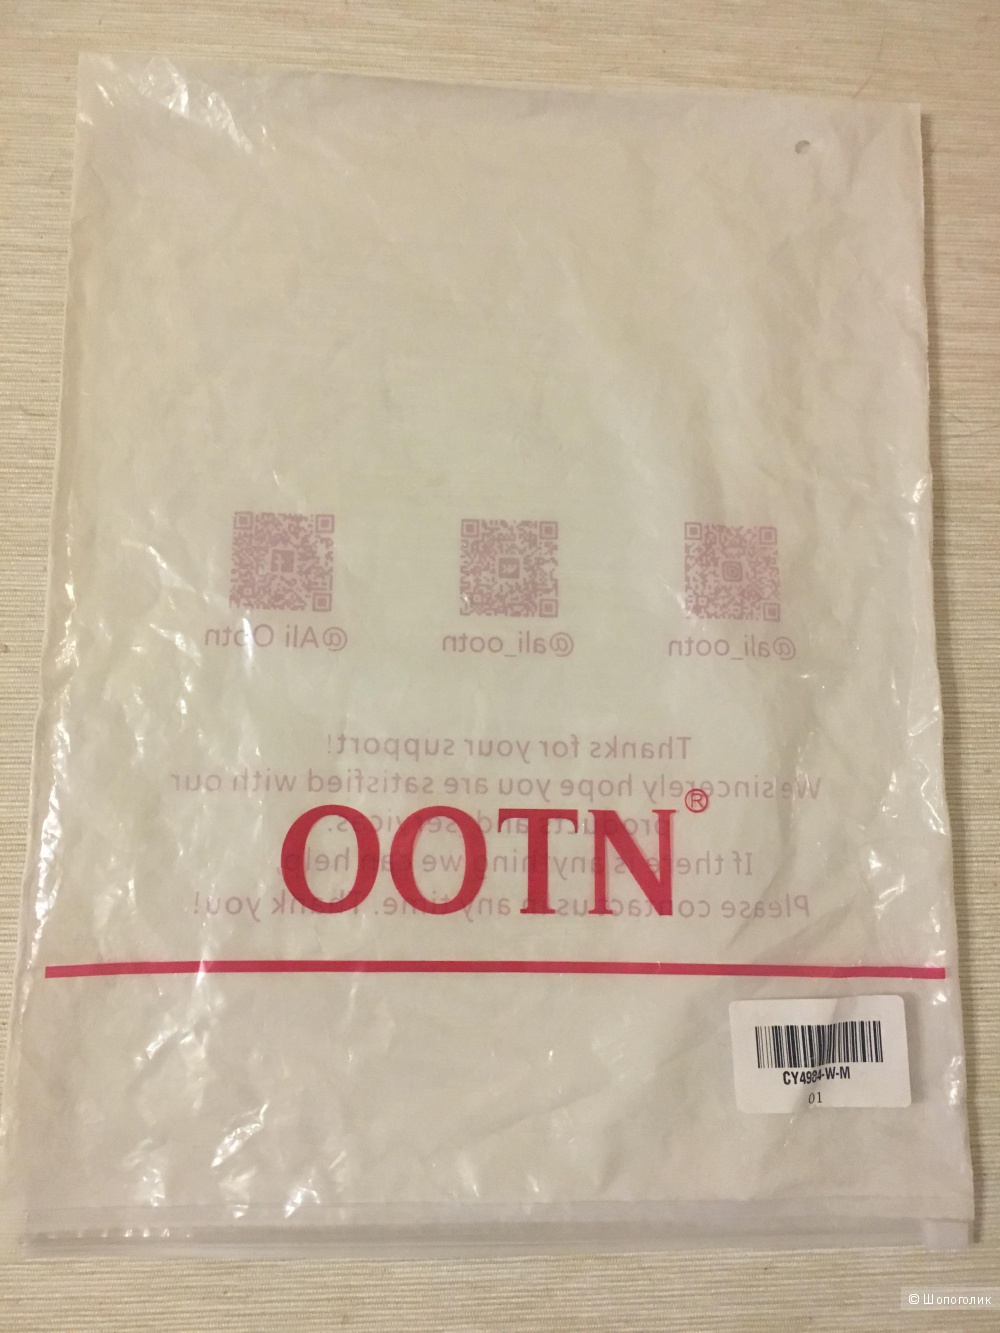 @Ali Ootn
@ali_ootn
@ali_ootn
Thanks for your support!
We sincerely hope you are satisfied with our
products and services.
If there is anything we can help,
Please contact us in any time. Thank you!
OOTN®
CY4984-W-M
01
© Шопоголик